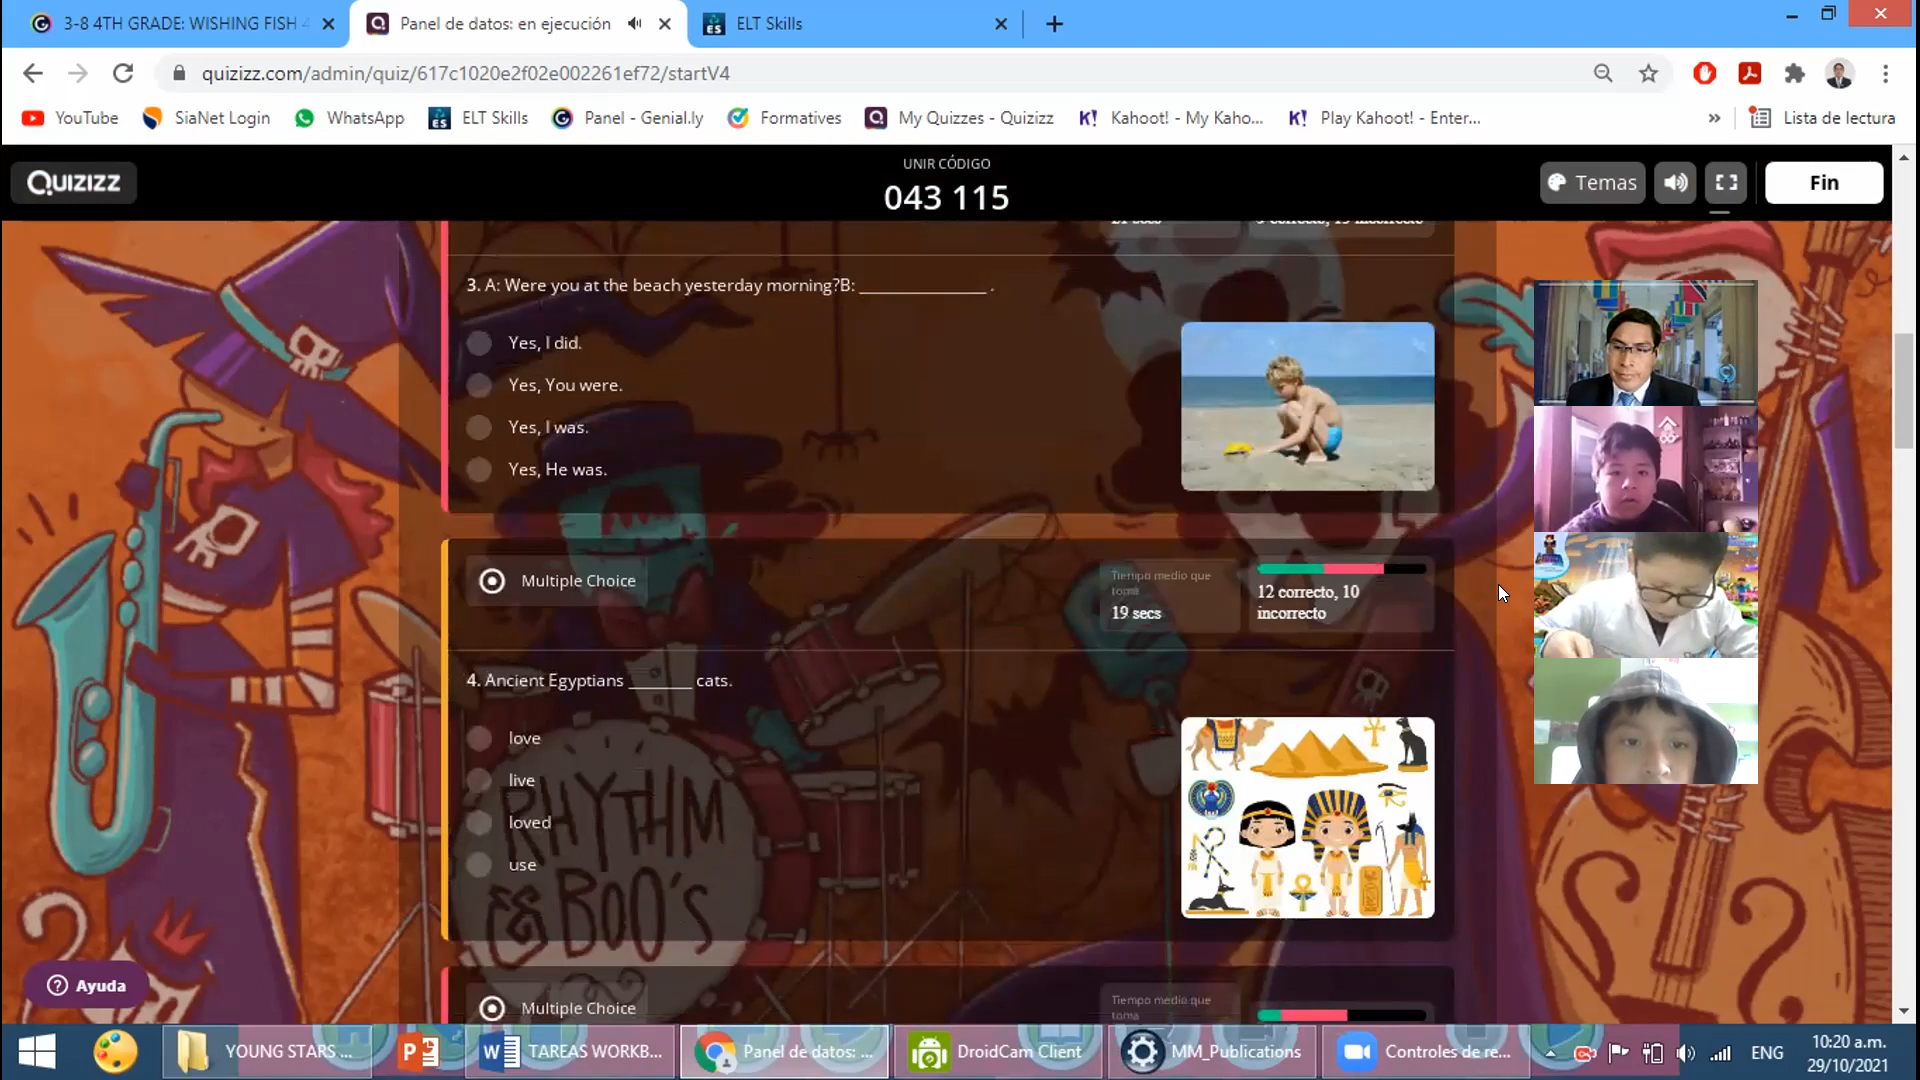 3-8 4TH GRADE: WISHING FISH 4
Panel de datos: en ejecución
ELT Skills
quizizz.com/admin/quiz/617c1020e2f02e002261ef72/startV4
YouTube
SiaNet Login
WhatsApp
ELT Skills
Panel - Genial.ly
Formatives
My Quizzes - Quizizz
Kahoot! - My Kaho...
Play Kahoot! - Enter...
Lista de lectura
Quizizz
UNIR CÓDIGO
043 115
Temas
Fin
3. A: Were you at the beach yesterday morning?B: ______________ .
Yes, I did.
Yes, You were.
Yes, I was.
Yes, He was.
Multiple Choice
Tiempo medio que
toma
19 secs
12 correcto, 10
incorrecto
4. Ancient Egyptians _______ cats.
love
live
loved
use
RHYTHM
& BOO'S
Multiple Choice
Tiempo medio que
toma
Ayuda
YOUNG STARS ...
TAREAS WORKB...
Panel de datos: ...
DroidCam Client
MM_Publications
Controles de re...
ENG
10:20 a.m.
29/10/2021